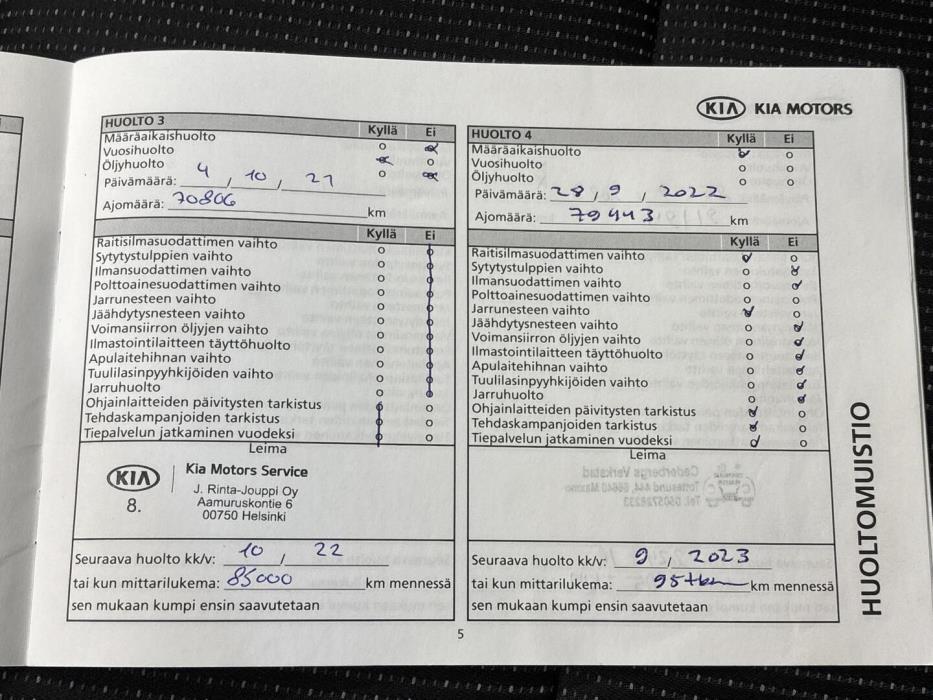 KIA KIA MOTORS
HUOLTO 3 Kyllä Ei
Määräaikaishuolto
Vuosihuolto
Öljyhuolto
Päivämäärä: 4 / 10 / 21
Ajomäärä: 70806 km
Kyllä Ei
Raitisilmasuodattimen vaihto
Sytytystulppien vaihto
Ilmansuodattimen vaihto
Polttoainesuodattimen vaihto
Jarrunesteen vaihto
Jäähdytysnesteen vaihto
Voimansiirron öljyjen vaihto
Ilmastointilaitteen täyttöhuolto
Apulaitehihnan vaihto
Tuulilasinpyyhkijöiden vaihto
Jarruhuolto
Ohjainlaitteiden päivitysten tarkistus
Tehdaskampanjoiden tarkistus
Tiepalvelun jatkaminen vuodeksi
Leima
KIA
8.
Kia Motors Service
J. Rinta-Jouppi Oy
Aamuruskontie 6
00750 Helsinki
Seuraava huolto kk/v: 10 / 22
tai kun mittarilukema: 85000 km mennessä
sen mukaan kumpi ensin saavutetaan
HUOLTO 4 Kyllä Ei
Määräaikaishuolto
Vuosihuolto
Öljyhuolto
Päivämäärä: 28 / 9 / 2022
Ajomäärä: 79443 km
Kyllä Ei
Raitisilmasuodattimen vaihto
Sytytystulppien vaihto
Ilmansuodattimen vaihto
Polttoainesuodattimen vaihto
Jarrunesteen vaihto
Jäähdytysnesteen vaihto
Voimansiirron öljyjen vaihto
Ilmastointilaitteen täyttöhuolto
Apulaitehihnan vaihto
Tuulilasinpyyhkijöiden vaihto
Jarruhuolto
Ohjainlaitteiden päivitysten tarkistus
Tehdaskampanjoiden tarkistus
Tiepalvelun jatkaminen vuodeksi
Leima
Seuraava huolto kk/v: 9 / 2023
tai kun mittarilukema: 95tkm km mennessä
sen mukaan kumpi ensin saavutetaan
HUOLTOMUISTIO
5